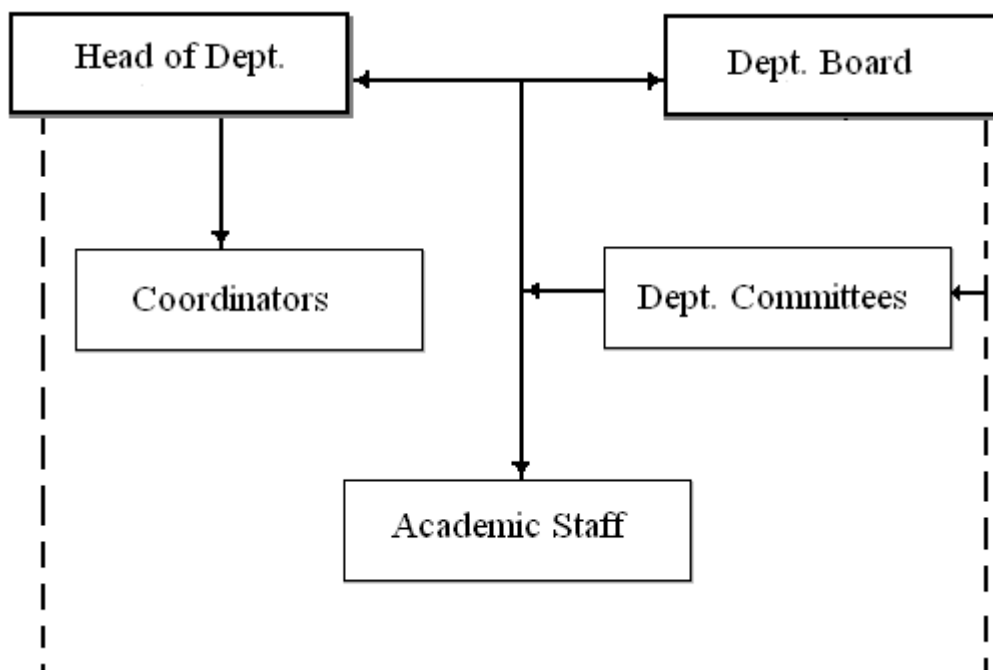 Head of Dept.
Dept. Board
Coordinators
Dept. Committees
Academic Staff